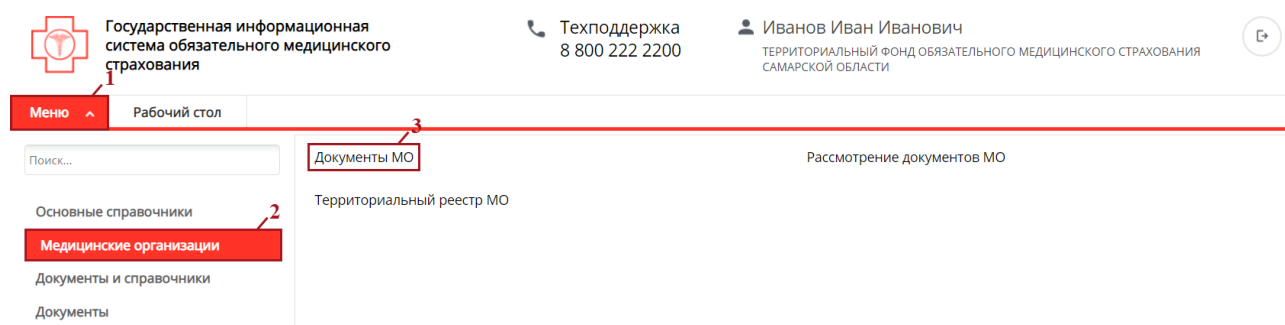 Государственная информационная
система обязательного медицинского
страхования
Техподдержка
8 800 222 2200
Иванов Иван Иванович
ТЕРРИТОРИАЛЬНЫЙ ФОНД ОБЯЗАТЕЛЬНОГО МЕДИЦИНСКОГО СТРАХОВАНИЯ
САМАРСКОЙ ОБЛАСТИ
1
Меню
Рабочий стол
3
Поиск...
Документы МО
Рассмотрение документов МО
Территориальный реестр МО
Основные справочники
2
Медицинские организации
Документы и справочники
Документы